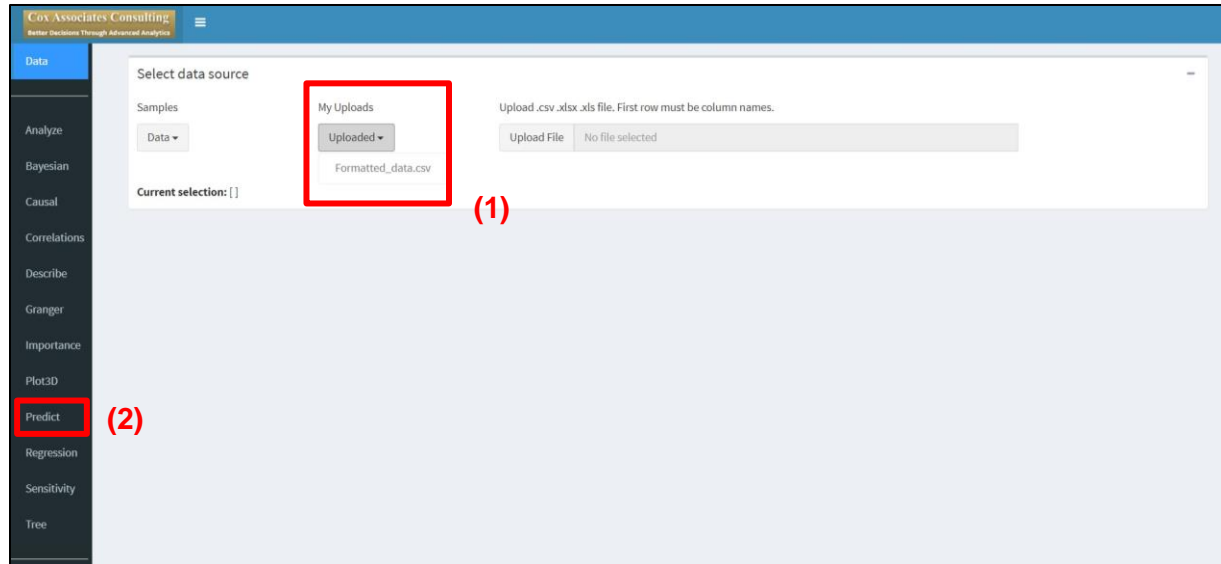 Cox Associates Consulting
Better Decisions Through Advanced Analytics
Data
Select data source
Samples
My Uploads
Upload .csv .xlsx .xls file. First row must be column names.
Data
Uploaded
Upload File
No file selected
Formatted_data.csv
Current selection: [ ]
(1)
Analyze
Bayesian
Causal
Correlations
Describe
Granger
Importance
Plot3D
Predict
(2)
Regression
Sensitivity
Tree